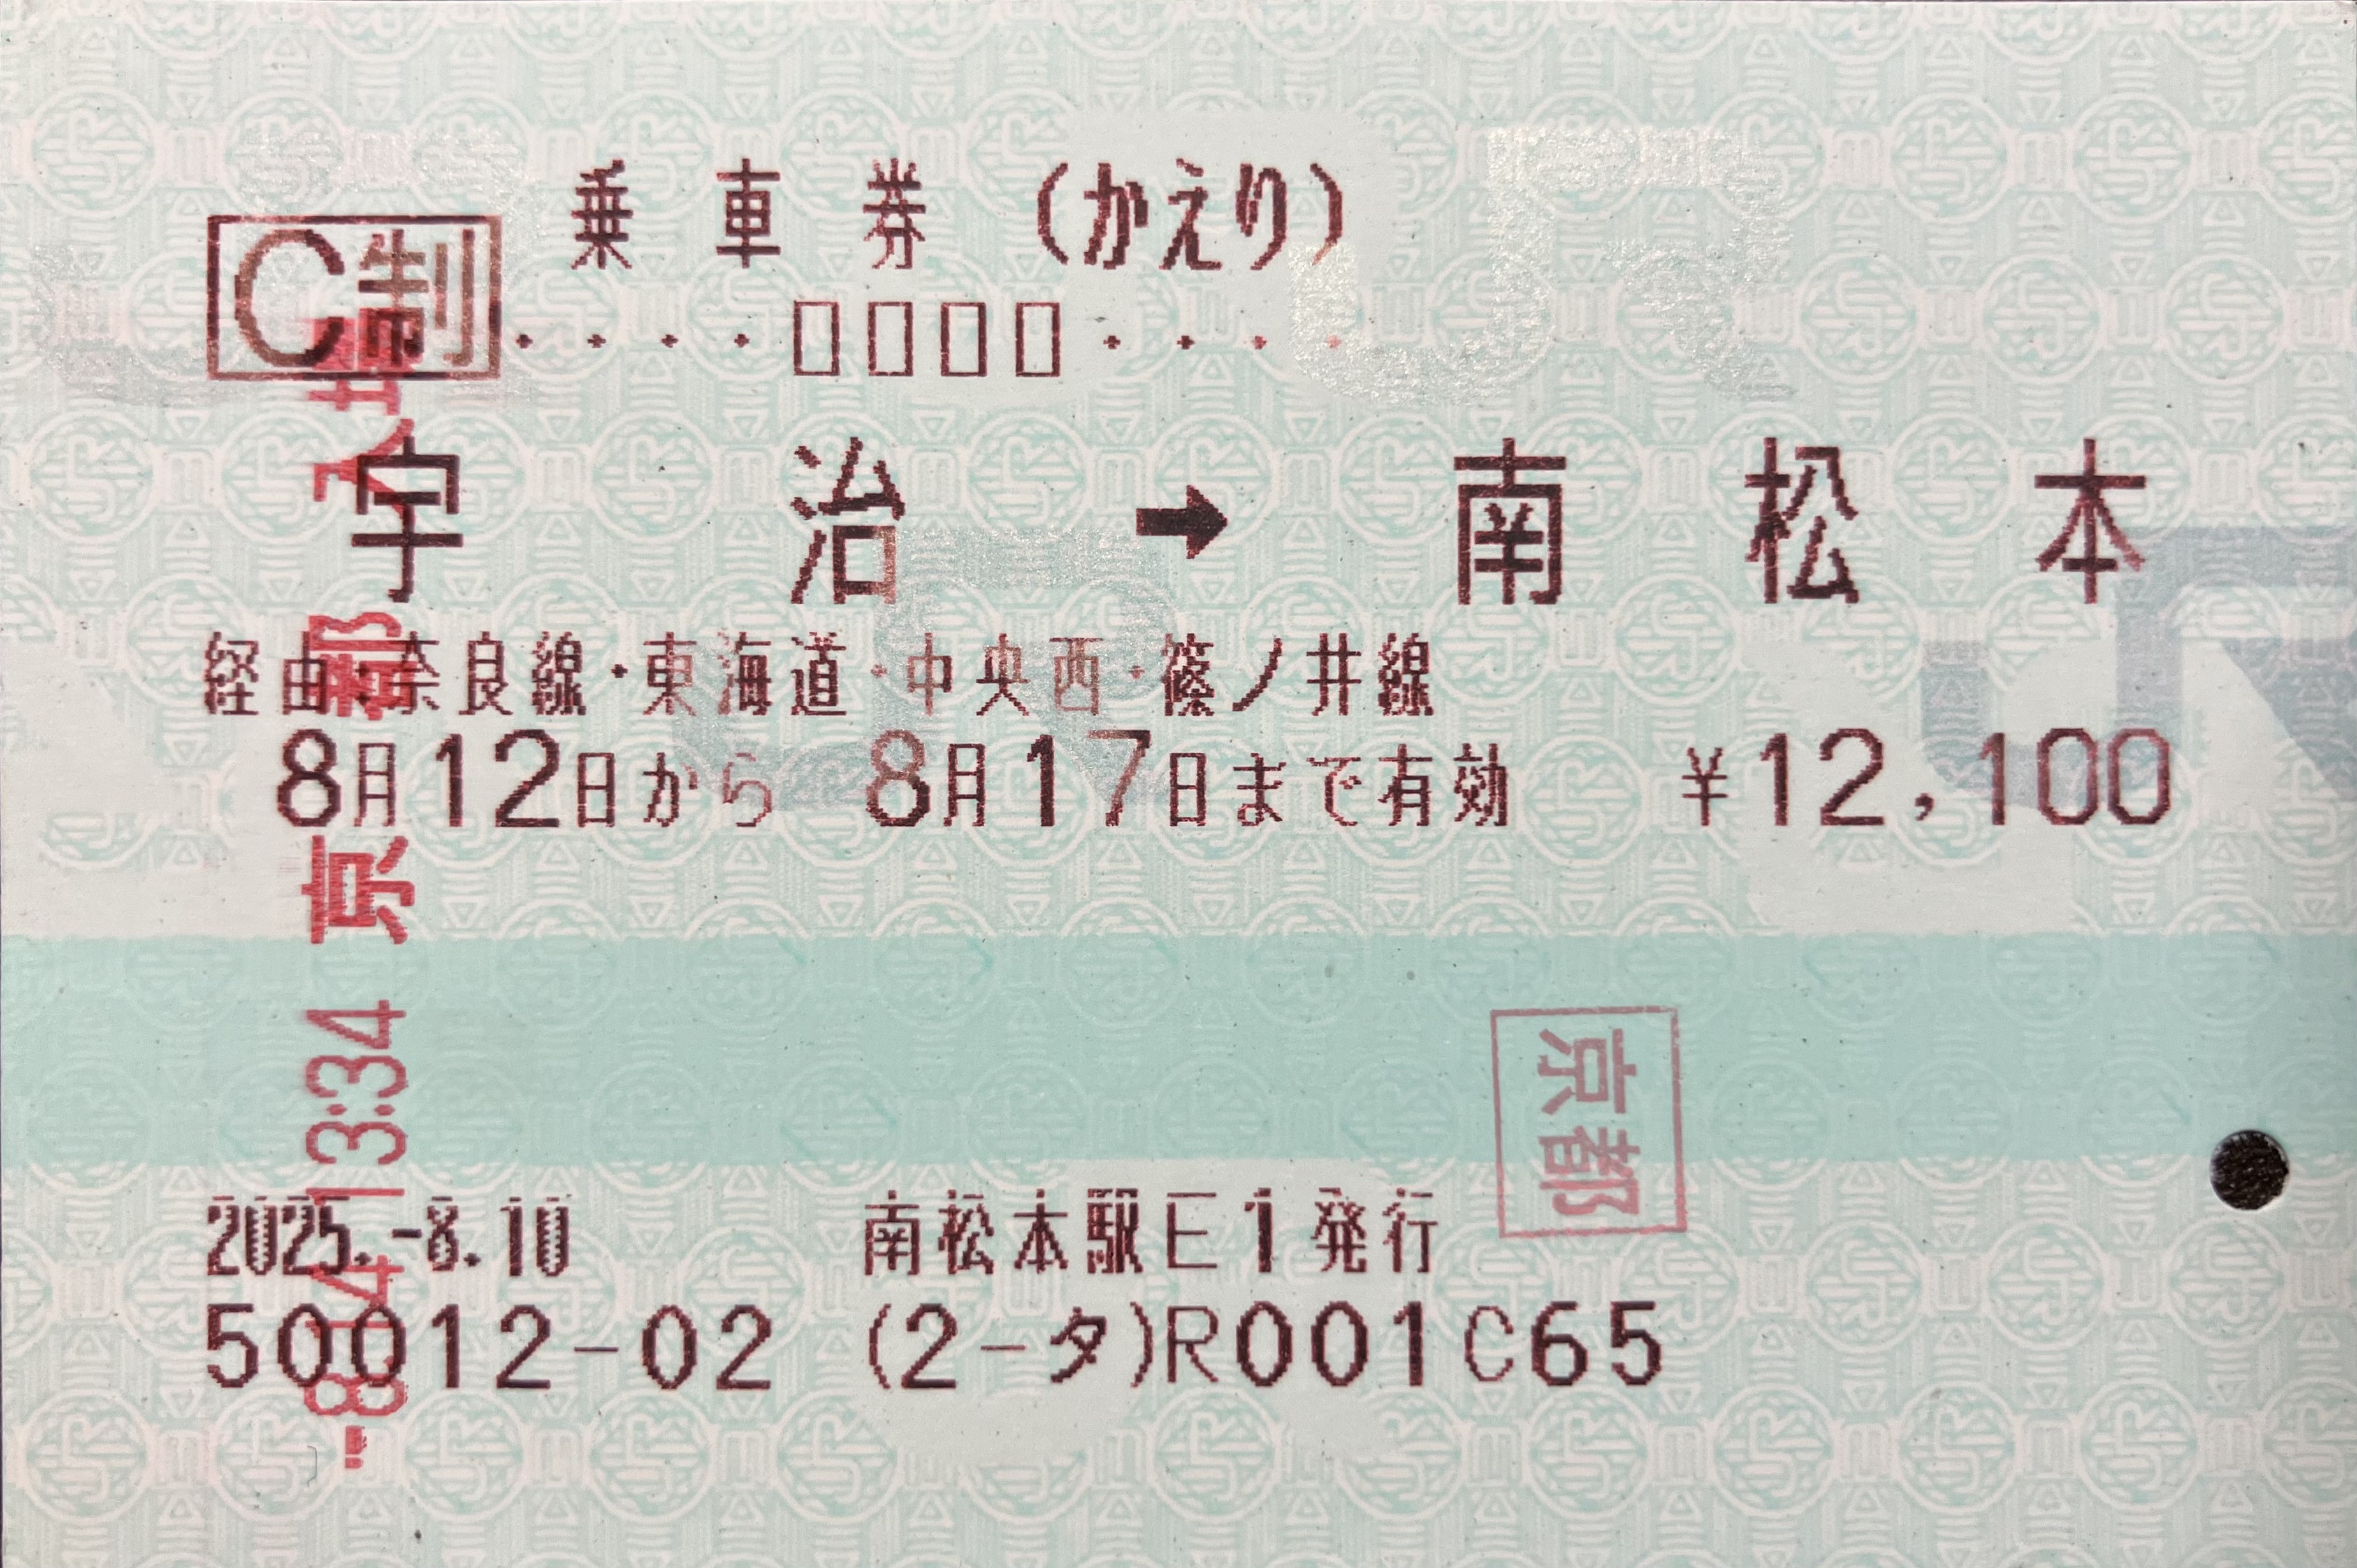 乗車券(かえり)
C制
・・・・▯▯▯▯・・・・
宇治➡南松本
経由:奈良線・東海道・中央西・篠ノ井線
8月12日から 8月17日まで有効 ¥12,100
京都
2025.-8.10 南松本駅E1発行
50012-02 (2-タ)R001C65
-8.14 13:34 京都 入場